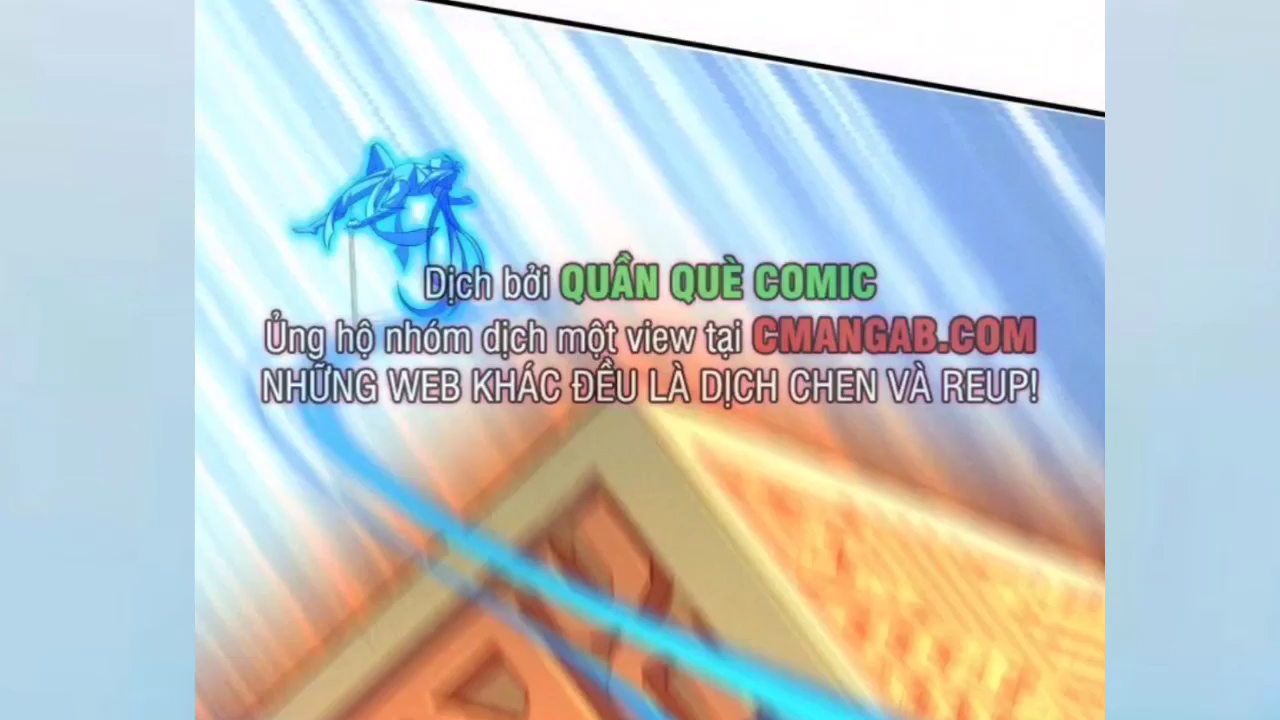 Dịch bởi QUẦN QUÈ COMIC
Ủng hộ nhóm dịch một view tại CMANGAB.COM
NHỮNG WEB KHÁC ĐỀU LÀ DỊCH CHEN VÀ REUP!